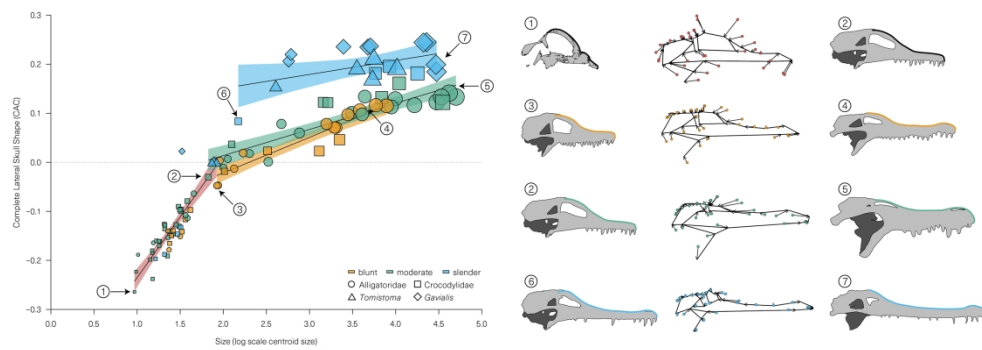 Complete Lateral Skull Shape (CAC)
0.3
0.2
0.1
0.0
−0.1
−0.2
−0.3
0.0 0.5 1.0 1.5 2.0 2.5 3.0 3.5 4.0 4.5 5.0
Size (log scale centroid size)
① ② ③ ④ ⑤ ⑥ ⑦
blunt moderate slender
Alligatoridae Crocodylidae
Tomistoma Gavialis
① ②
③ ④
② ⑤
⑥ ⑦